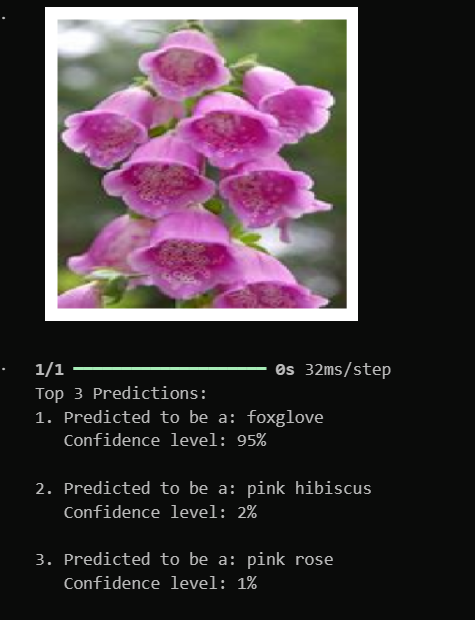 1/1 ━━━━━━━━━━━━━━━━━━━━ 0s 32ms/step
Top 3 Predictions:
1. Predicted to be a: foxglove
Confidence level: 95%
2. Predicted to be a: pink hibiscus
Confidence level: 2%
3. Predicted to be a: pink rose
Confidence level: 1%